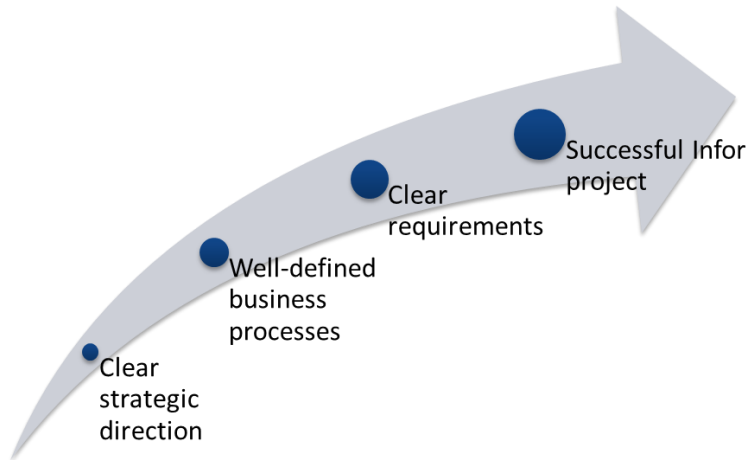 Successful Infor
project
Clear
requirements
Well-defined
business
processes
Clear
strategic
direction